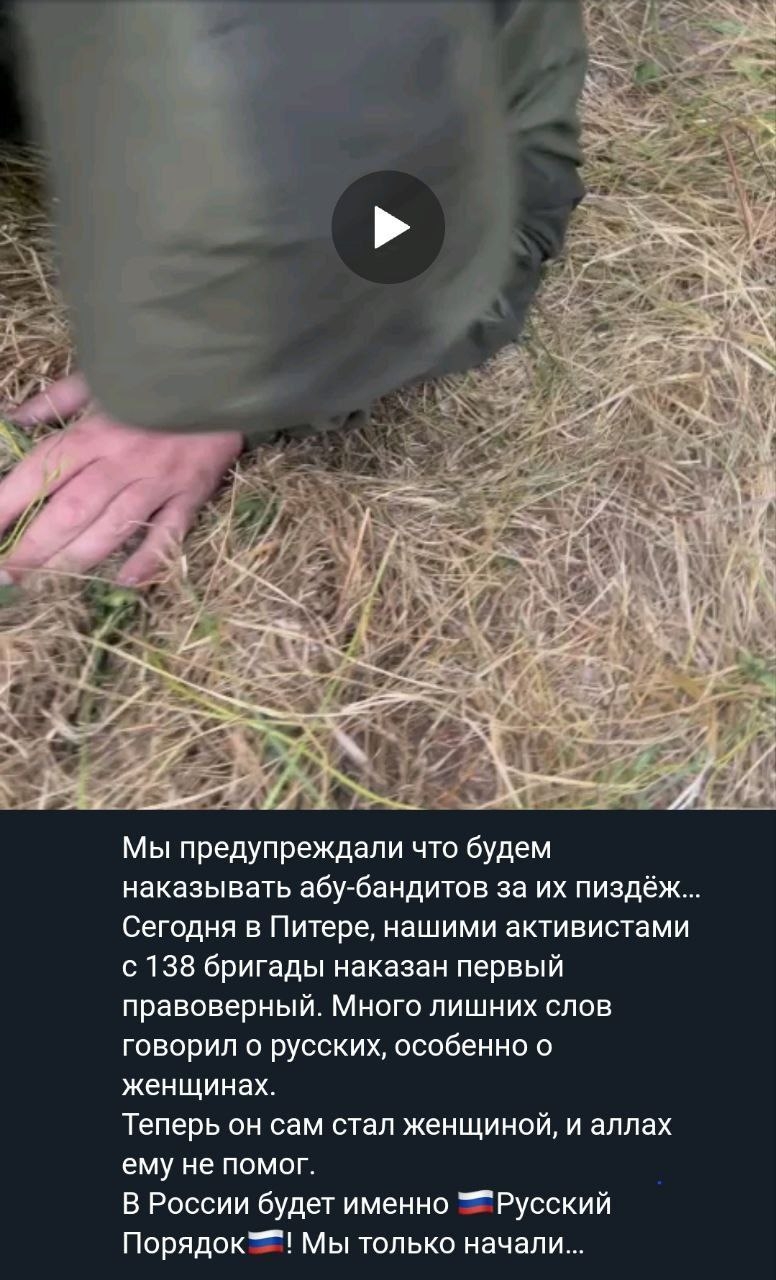 Мы предупреждали что будем
наказывать абу-бандитов за их пиздёж...
Сегодня в Питере, нашими активистами
с 138 бригады наказан первый
правоверный. Много лишних слов
говорил о русских, особенно о
женщинах.
Теперь он сам стал женщиной, и аллах
ему не помог.
В России будет именно 🇷🇺Русский
Порядок🇷🇺! Мы только начали...